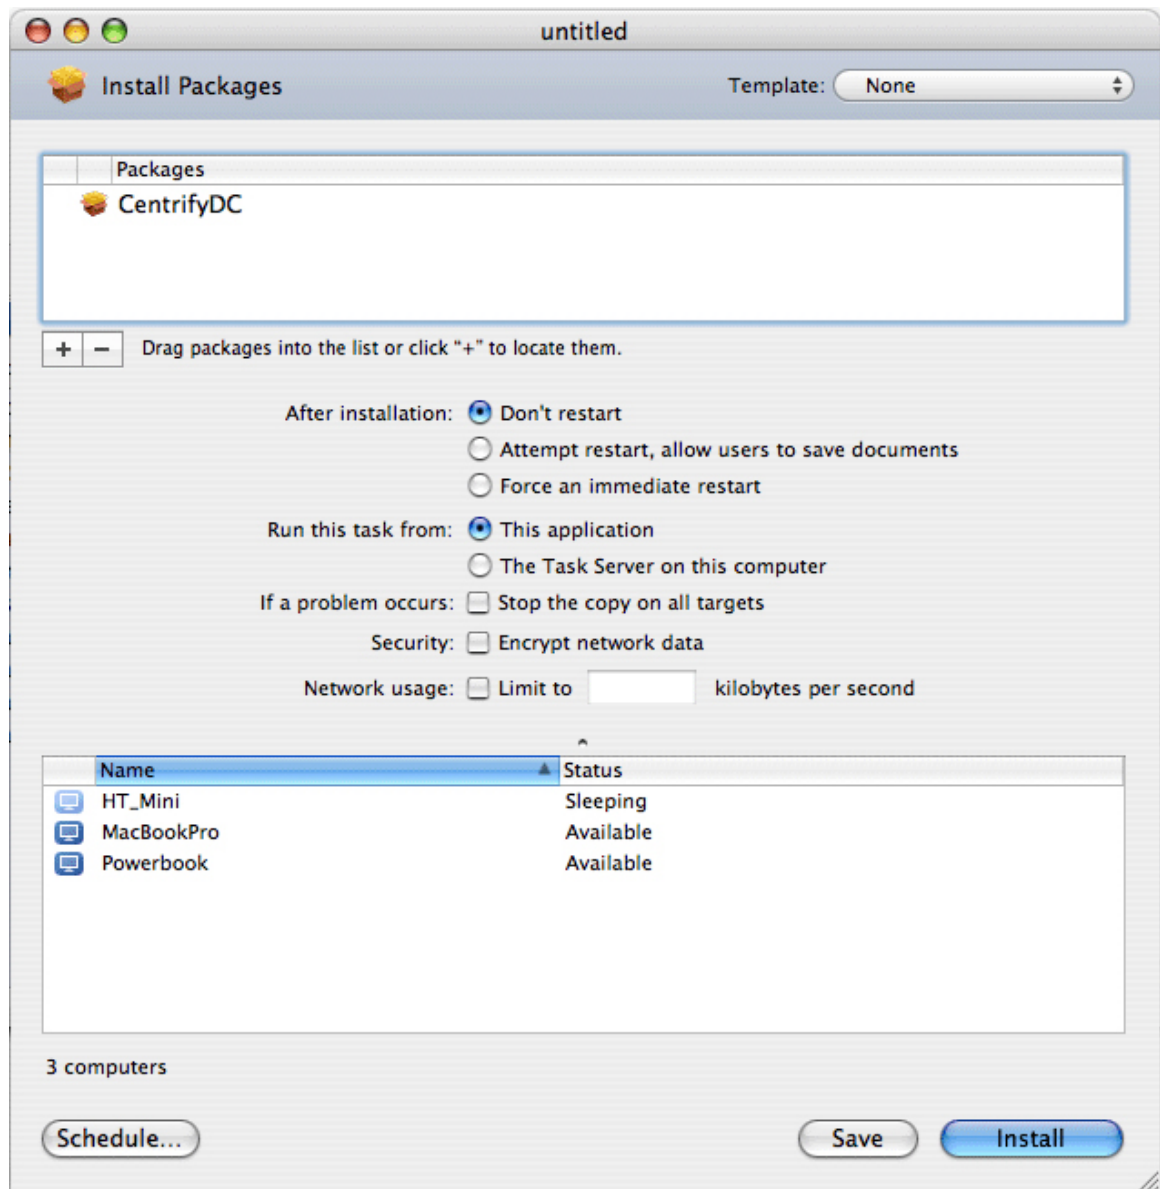 untitled
Install Packages
Template: None
Packages
CentrifyDC
+ − Drag packages into the list or click “+” to locate them.
After installation: Don't restart
Attempt restart, allow users to save documents
Force an immediate restart
Run this task from: This application
The Task Server on this computer
If a problem occurs: Stop the copy on all targets
Security: Encrypt network data
Network usage: Limit to kilobytes per second
Name Status
HT_Mini Sleeping
MacBookPro Available
Powerbook Available
3 computers
Schedule... Save Install